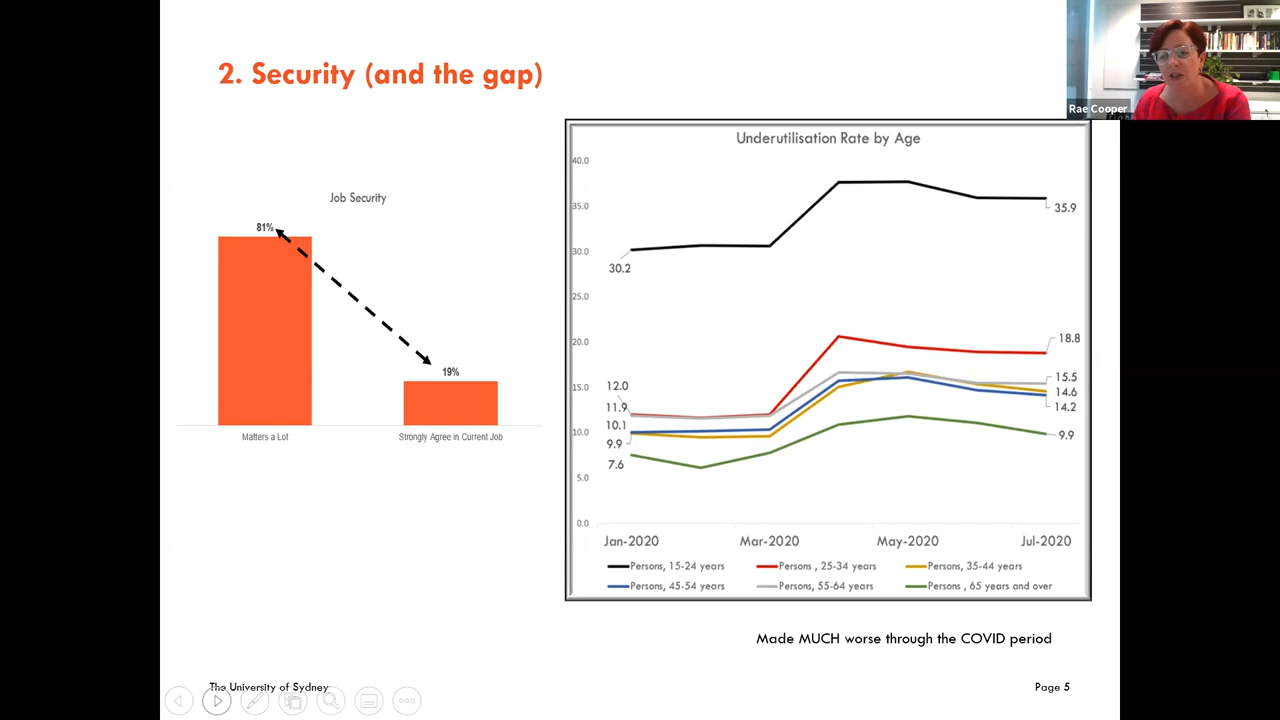 2. Security (and the gap)
Rae Cooper
Job Security
81%
19%
Matters a Lot
Strongly Agree in Current Job
Underutilisation Rate by Age
40.0
35.0
30.0
25.0
20.0
15.0
10.0
5.0
0.0
30.2
12.0
11.9
10.1
9.9
7.6
35.9
18.8
15.5
14.6
14.2
9.9
Jan-2020 Mar-2020 May-2020 Jul-2020
Persons, 15-24 years Persons , 25-34 years Persons, 35-44 years
Persons, 45-54 years Persons, 55-64 years Persons , 65 years and over
Made MUCH worse through the COVID period
The University of Sydney
Page 5